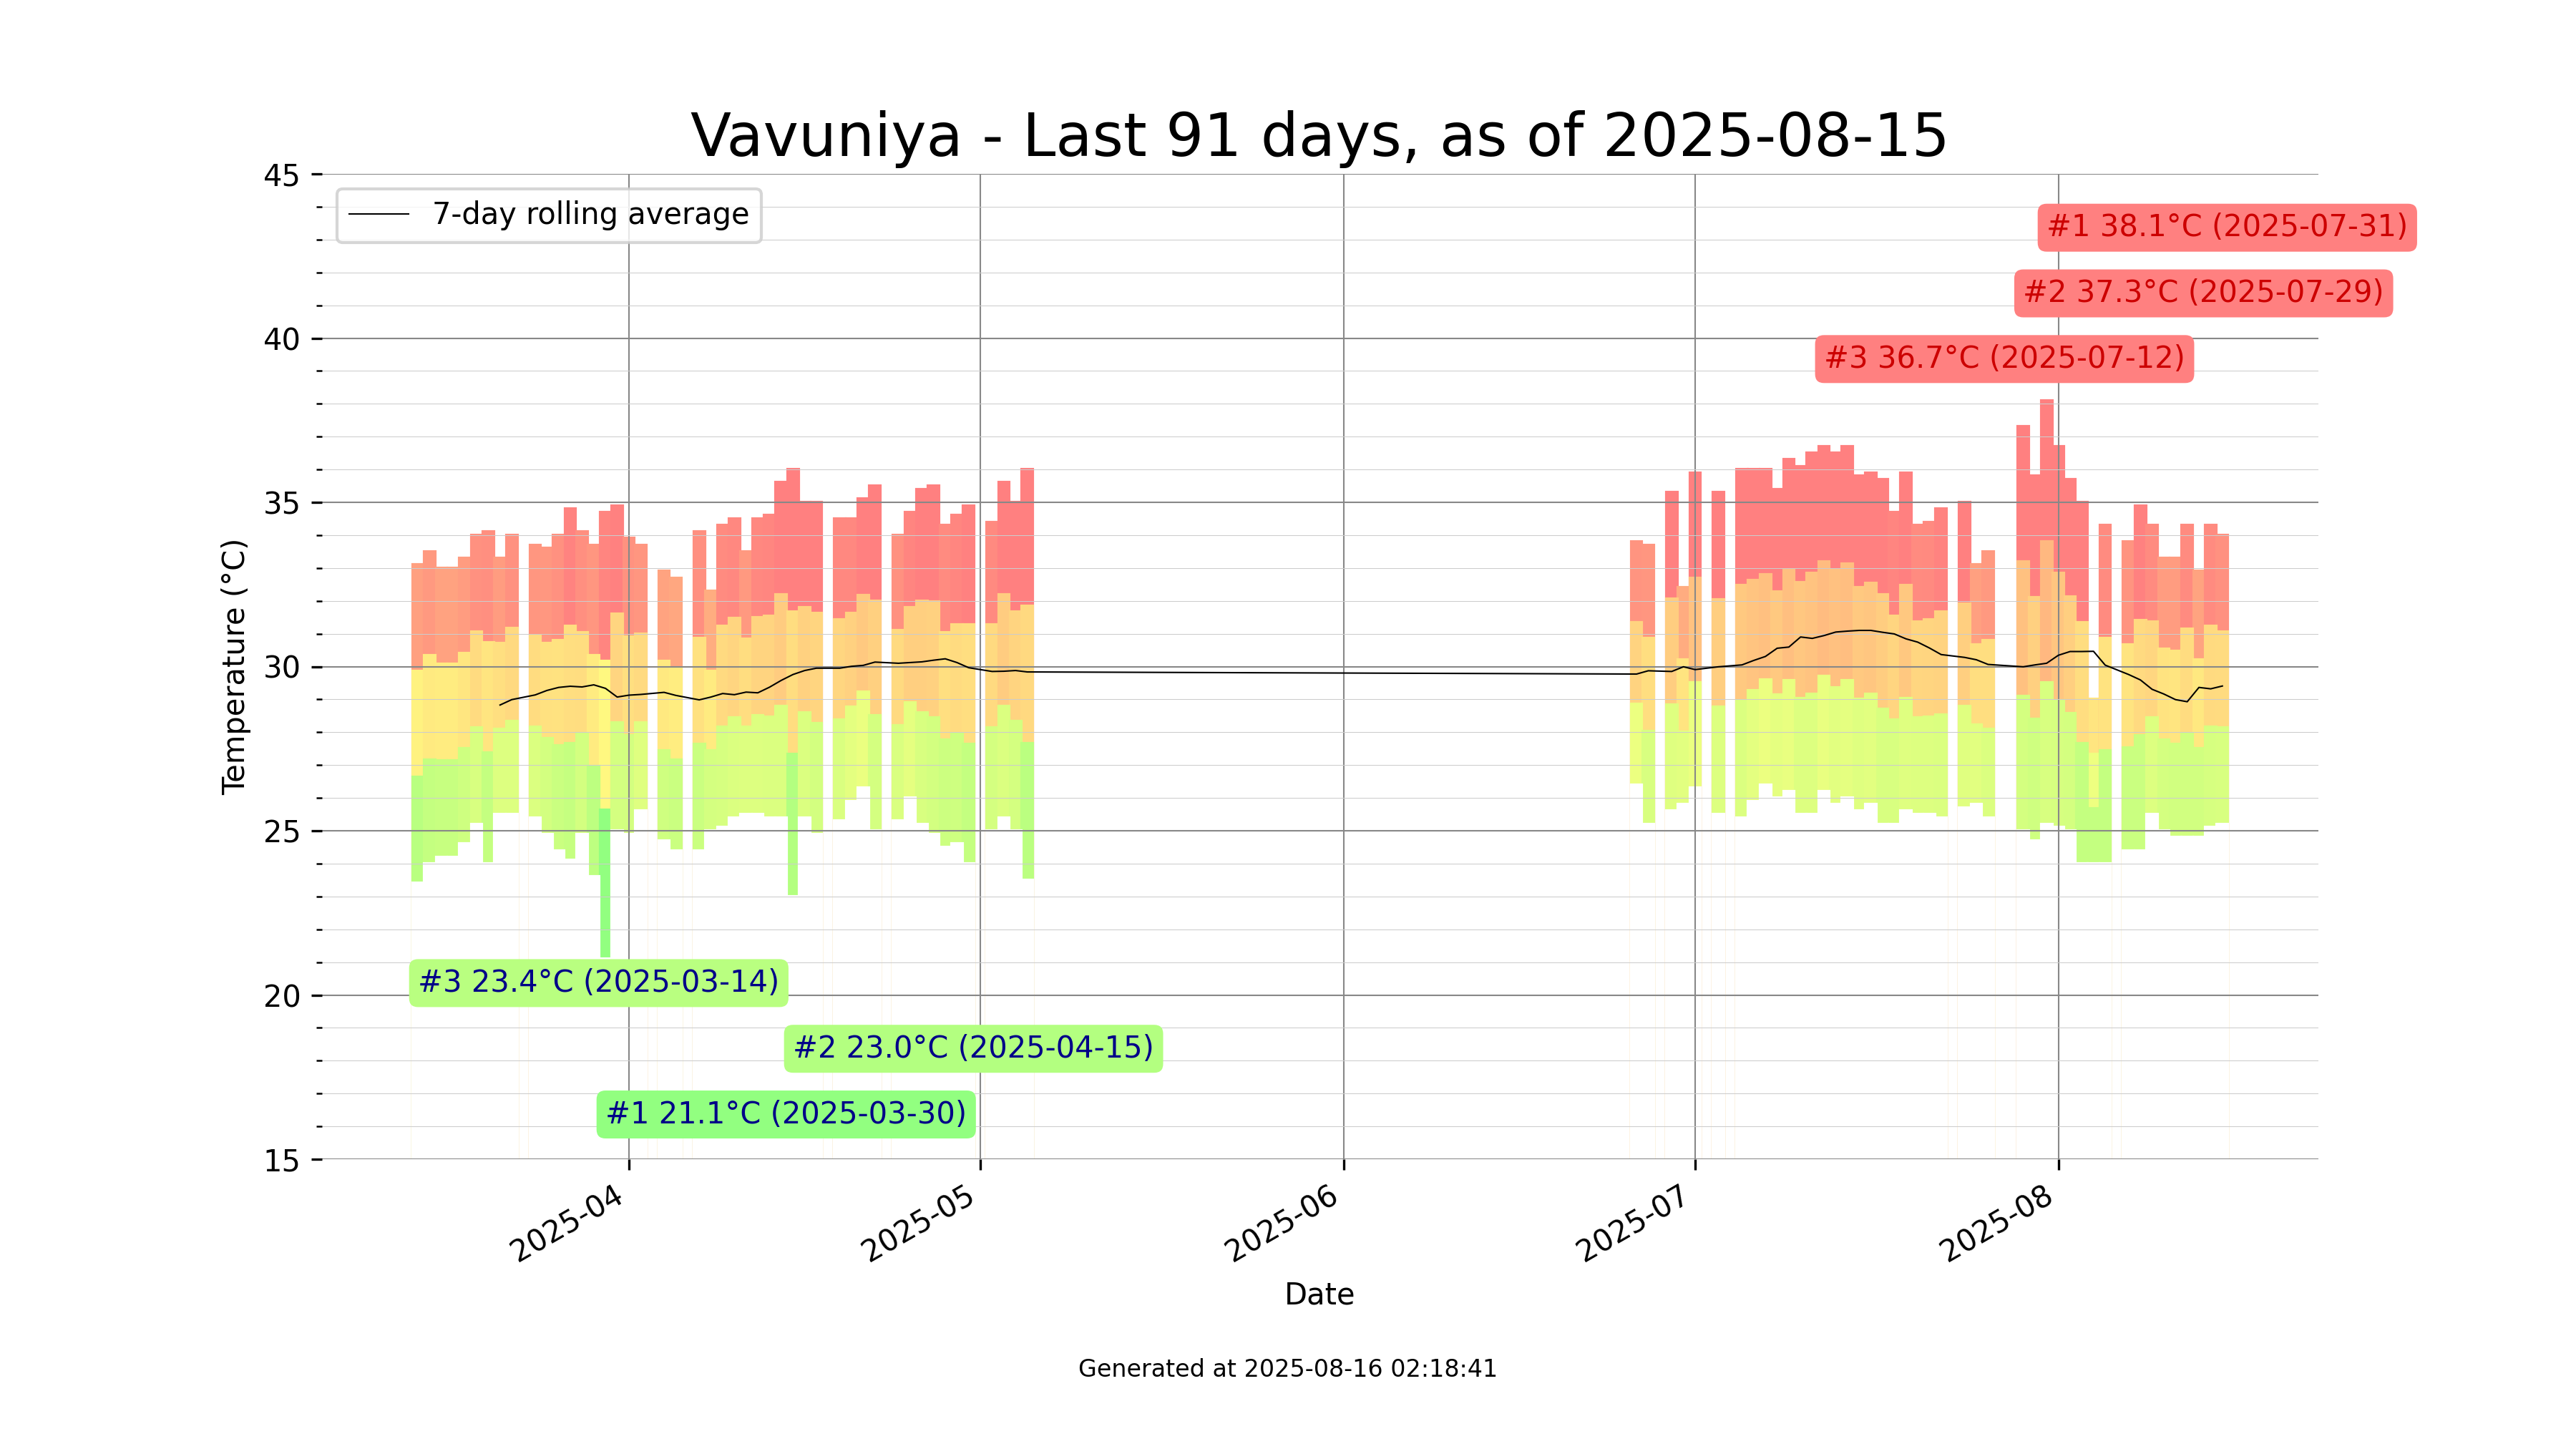 Vavuniya - Last 91 days, as of 2025-08-15
45
7-day rolling average
#1 38.1°C (2025-07-31)
#2 37.3°C (2025-07-29)
40
#3 36.7°C (2025-07-12)
35
30
Temperature (°C)
25
#3 23.4°C (2025-03-14)
20
#2 23.0°C (2025-04-15)
#1 21.1°C (2025-03-30)
15
2025-04
2025-05
2025-06
2025-07
2025-08
Date
Generated at 2025-08-16 02:18:41